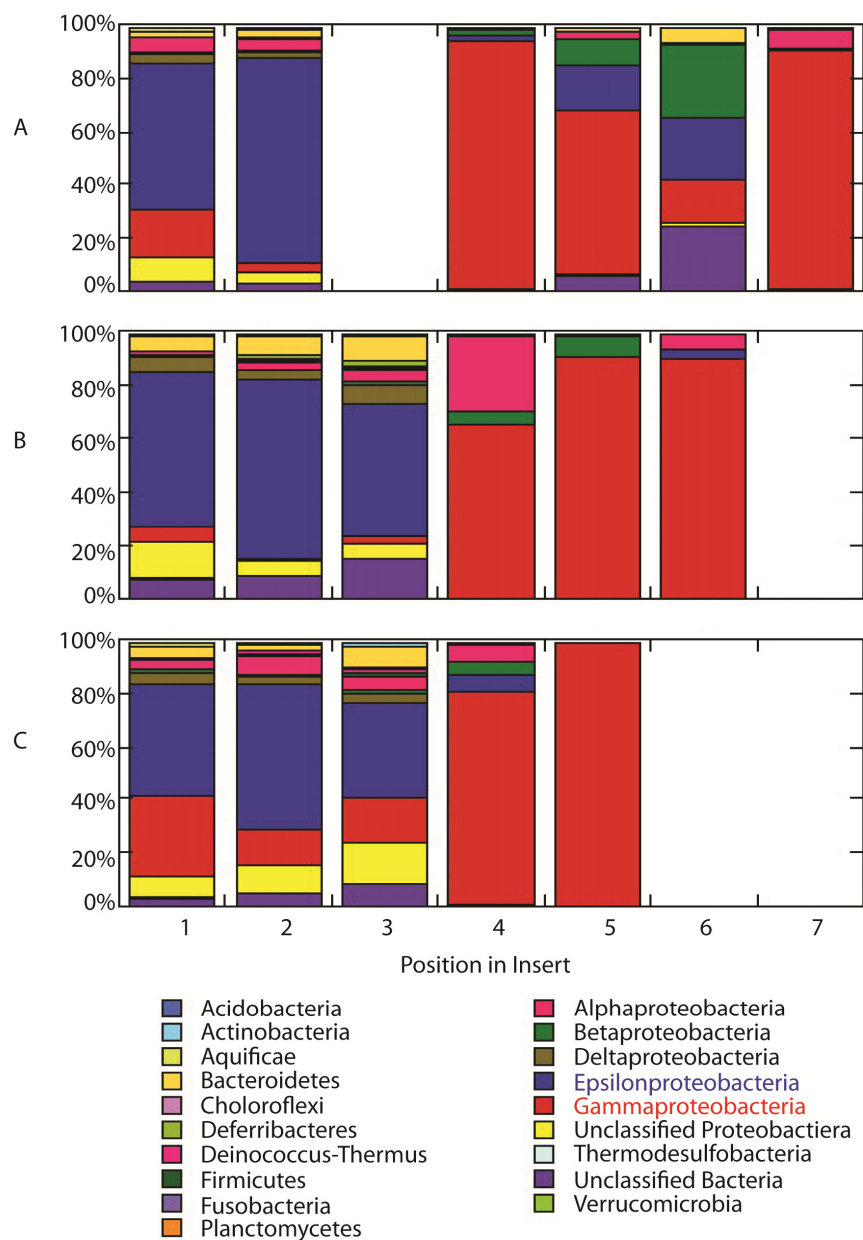 100%
80%
A
60%
40%
20%
0%
100%
80%
B
60%
40%
20%
0%
100%
80%
C
60%
40%
20%
0%
1 2 3 4 5 6 7
Position in Insert
Acidobacteria
Actinobacteria
Aquificae
Bacteroidetes
Choloroflexi
Deferribacteres
Deinococcus-Thermus
Firmicutes
Fusobacteria
Planctomycetes
Alphaproteobacteria
Betaproteobacteria
Deltaproteobacteria
Epsilonproteobacteria
Gammaproteobacteria
Unclassified Proteobactiera
Thermodesulfobacteria
Unclassified Bacteria
Verrucomicrobia